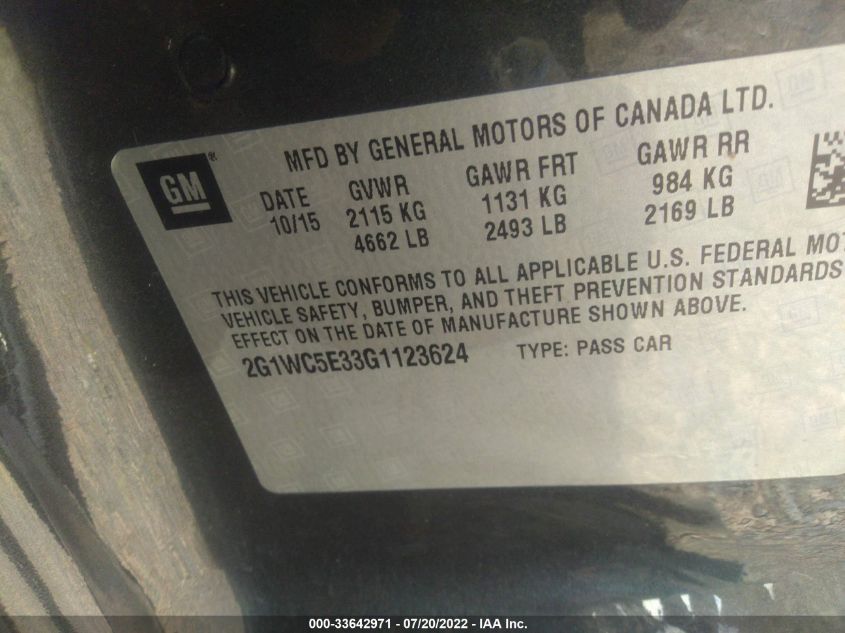 MFD BY GENERAL MOTORS OF CANADA LTD.
GM ®
DATE GVWR GAWR FRT GAWR RR
10/15 2115 KG 1131 KG 984 KG
4662 LB 2493 LB 2169 LB
THIS VEHICLE CONFORMS TO ALL APPLICABLE U.S. FEDERAL MOT
VEHICLE SAFETY, BUMPER, AND THEFT PREVENTION STANDARDS
EFFECT ON THE DATE OF MANUFACTURE SHOWN ABOVE.
2G1WC5E33G1123624 TYPE: PASS CAR
000-33642971 - 07/20/2022 - IAA Inc.